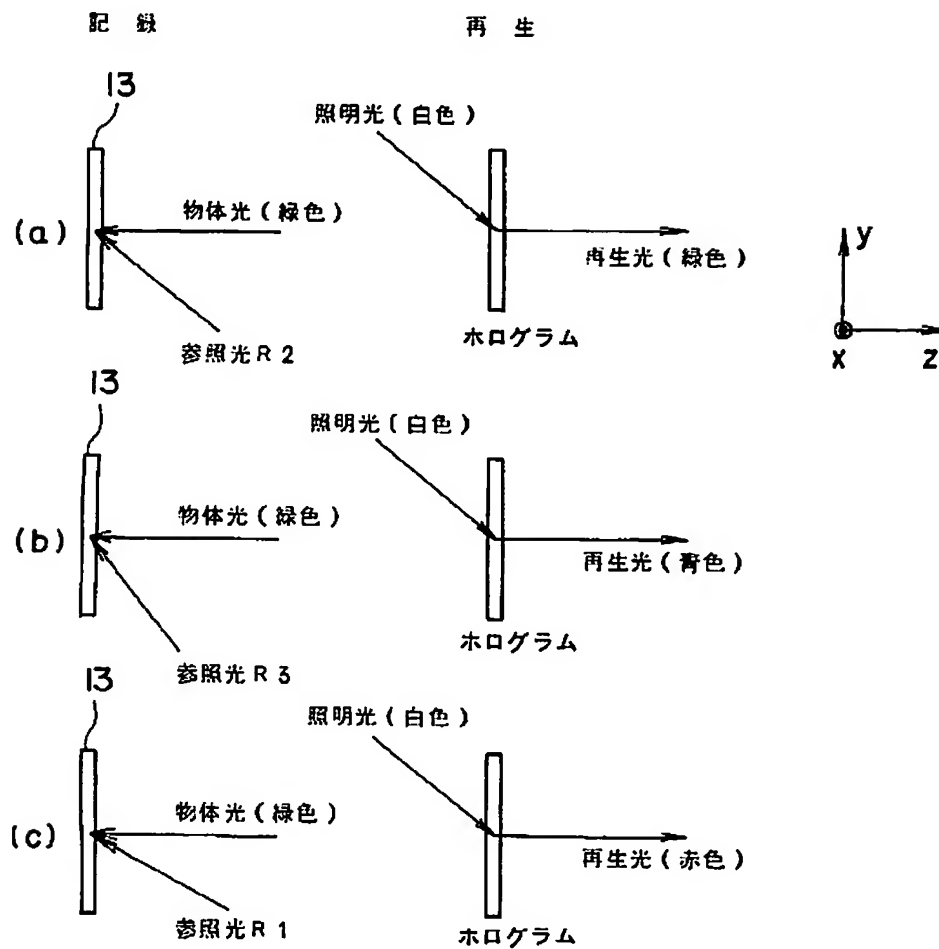 記録
再生
13
照明光(白色)
(a)
物体光(緑色)
再生光(緑色)
参照光R2
ホログラム
y
x
z
13
照明光(白色)
(b)
物体光(緑色)
再生光(青色)
参照光R3
ホログラム
13
照明光(白色)
(c)
物体光(緑色)
再生光(赤色)
参照光R1
ホログラム